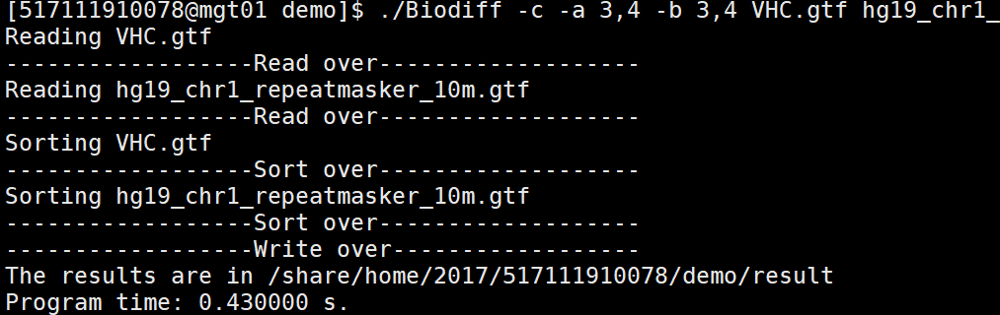 [517111910078@mgt01 demo]$ ./Biodiff -c -a 3,4 -b 3,4 VHC.gtf hg19_chr1_
Reading VHC.gtf
------------------Read over-------------------
Reading hg19_chr1_repeatmasker_10m.gtf
------------------Read over-------------------
Sorting VHC.gtf
------------------Sort over-------------------
Sorting hg19_chr1_repeatmasker_10m.gtf
------------------Sort over-------------------
------------------Write over------------------
The results are in /share/home/2017/517111910078/demo/result
Program time: 0.430000 s.